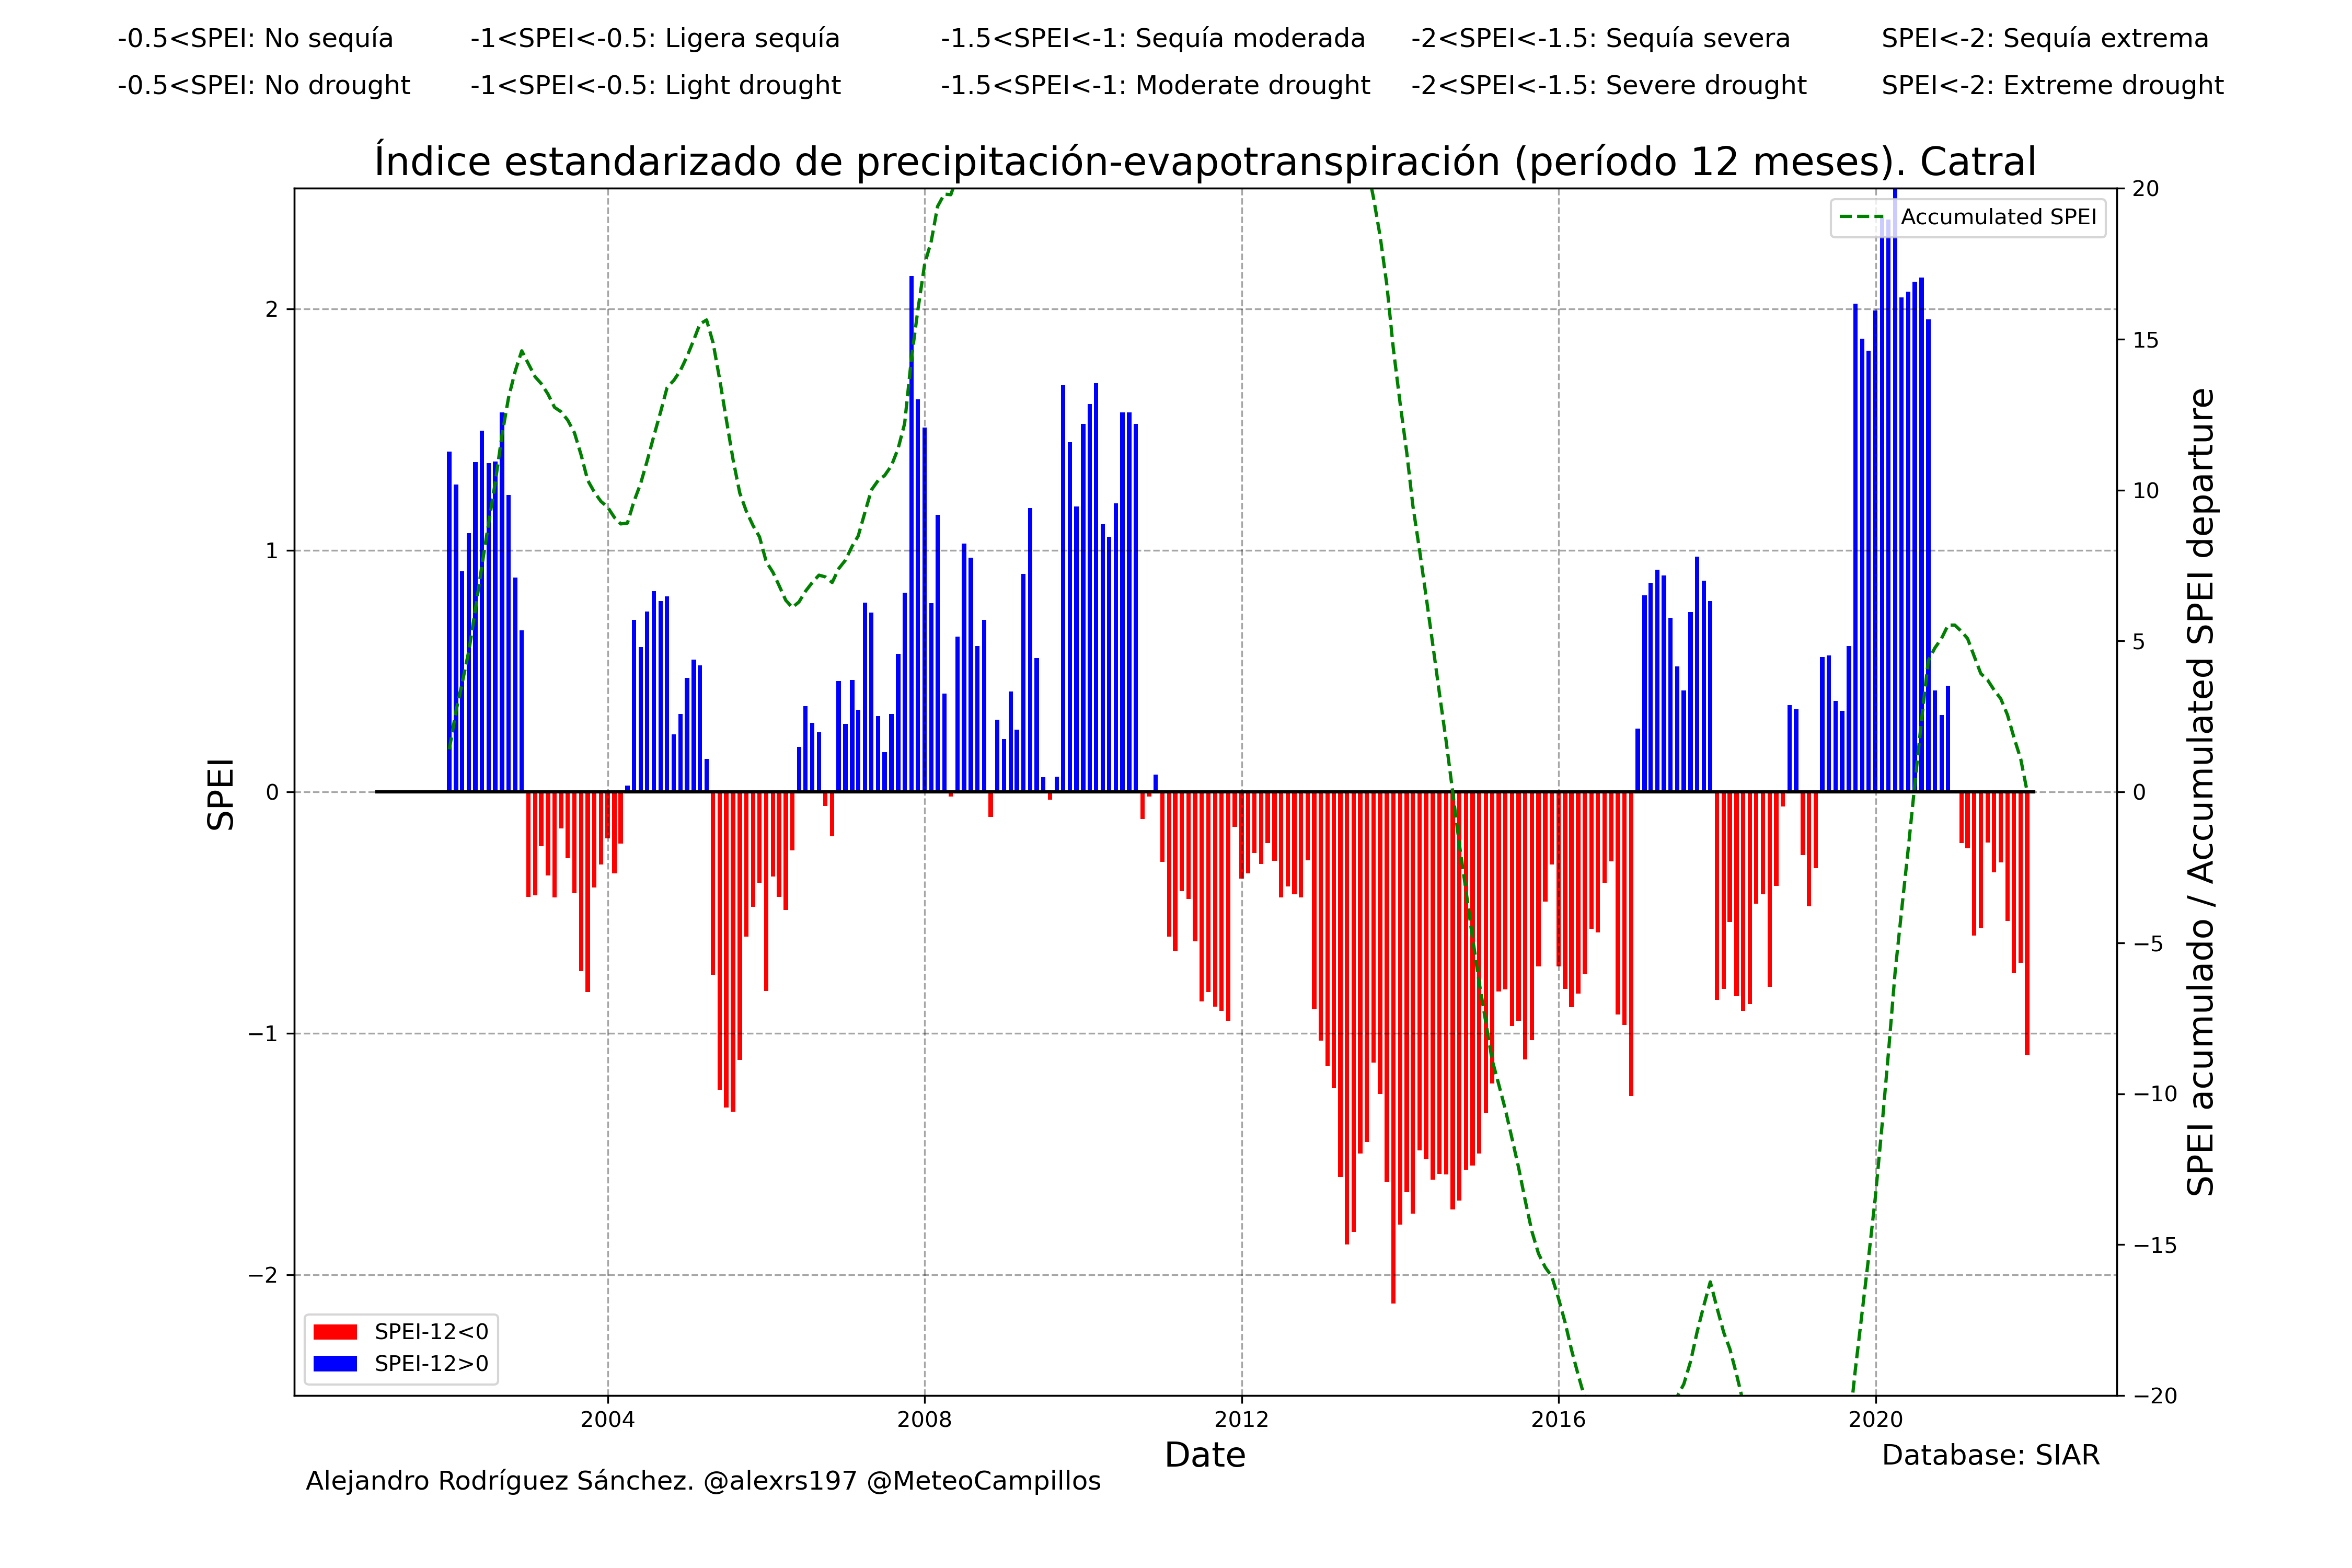 -0.5<SPEI: No sequía -1<SPEI<-0.5: Ligera sequía -1.5<SPEI<-1: Sequía moderada -2<SPEI<-1.5: Sequía severa SPEI<-2: Sequía extrema
-0.5<SPEI: No drought -1<SPEI<-0.5: Light drought -1.5<SPEI<-1: Moderate drought -2<SPEI<-1.5: Severe drought SPEI<-2: Extreme drought
Índice estandarizado de precipitación-evapotranspiración (período 12 meses). Catral
SPEI
2
1
0
−1
−2
Accumulated SPEI
20
15
10
5
0
−5
−10
−15
−20
SPEI acumulado / Accumulated SPEI departure
SPEI-12<0
SPEI-12>0
2004 2008 2012 2016 2020
Date
Database: SIAR
Alejandro Rodríguez Sánchez. @alexrs197 @MeteoCampillos